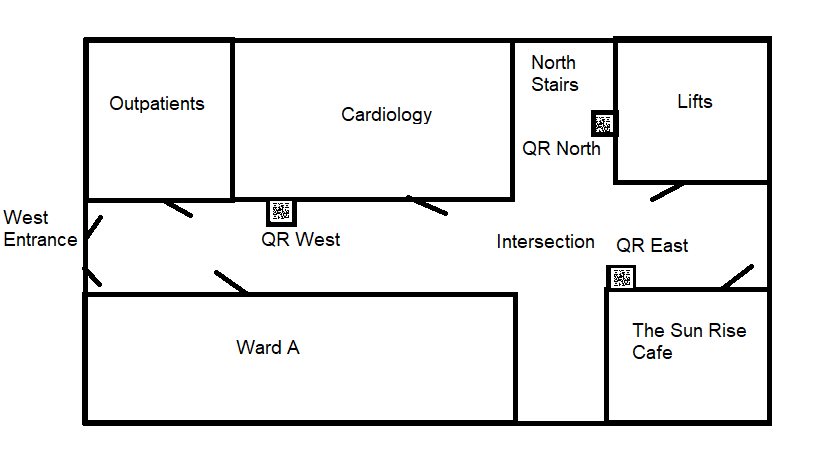 North
Stairs
Outpatients
Cardiology
Lifts
QR North
West
Entrance
QR West
Intersection
QR East
Ward A
The Sun Rise
Cafe